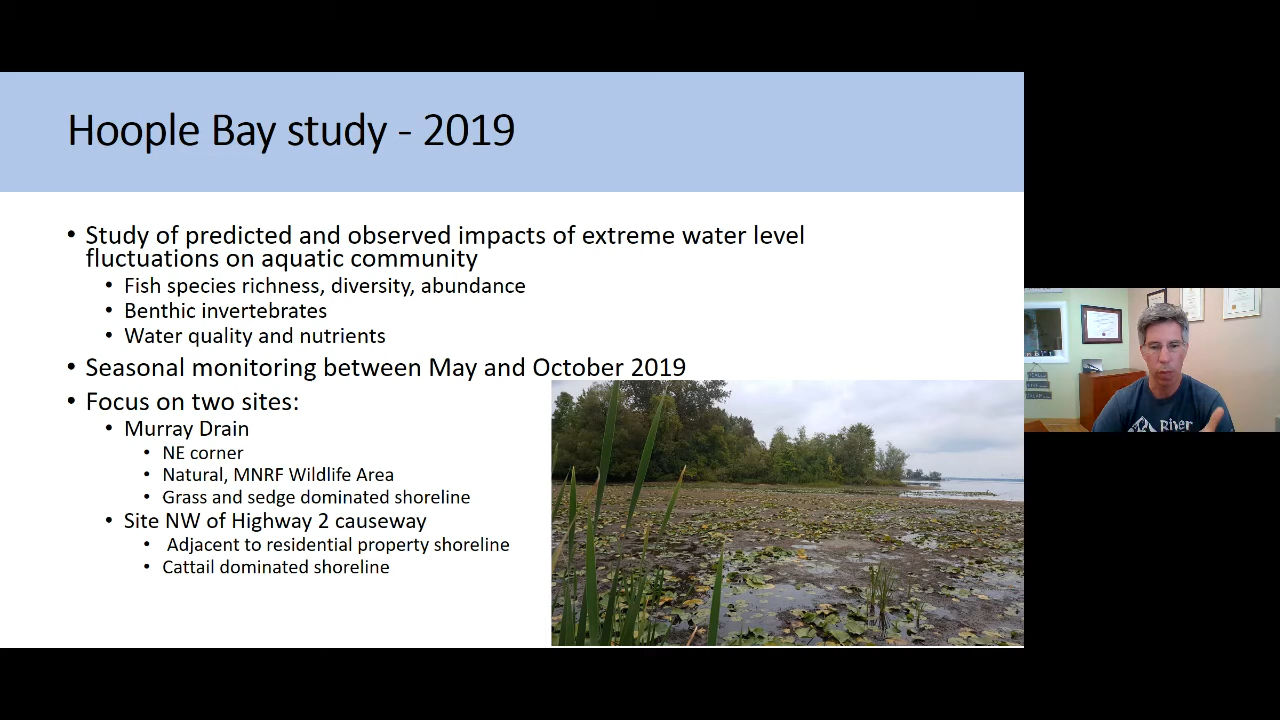 Hoople Bay study - 2019
• Study of predicted and observed impacts of extreme water level
fluctuations on aquatic community
• Fish species richness, diversity, abundance
• Benthic invertebrates
• Water quality and nutrients
• Seasonal monitoring between May and October 2019
• Focus on two sites:
• Murray Drain
• NE corner
• Natural, MNRF Wildlife Area
• Grass and sedge dominated shoreline
• Site NW of Highway 2 causeway
• Adjacent to residential property shoreline
• Cattail dominated shoreline
River